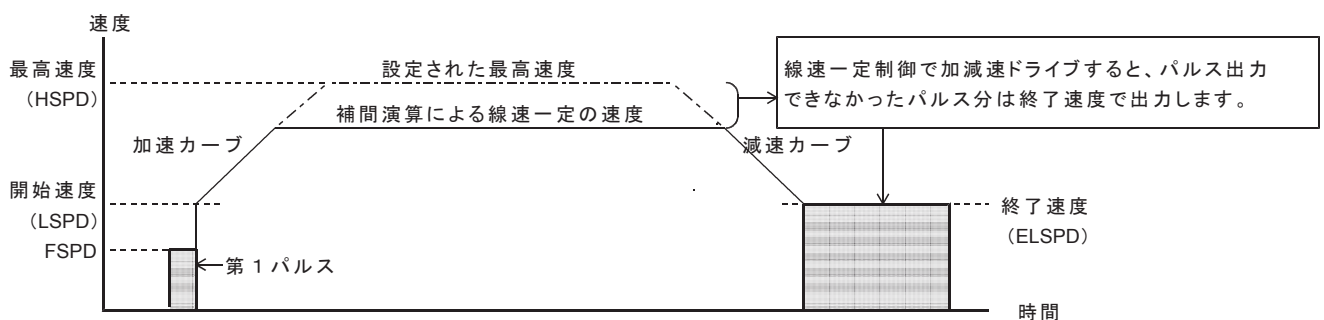 速度
最高速度
(HSPD)
設定された最高速度
補間演算による線速一定の速度
線速一定制御で加減速ドライブすると、パルス出力
できなかったパルス分は終了速度で出力します。
加速カーブ
減速カーブ
開始速度
(LSPD)
FSPD
第1パルス
終了速度
(ELSPD)
時間